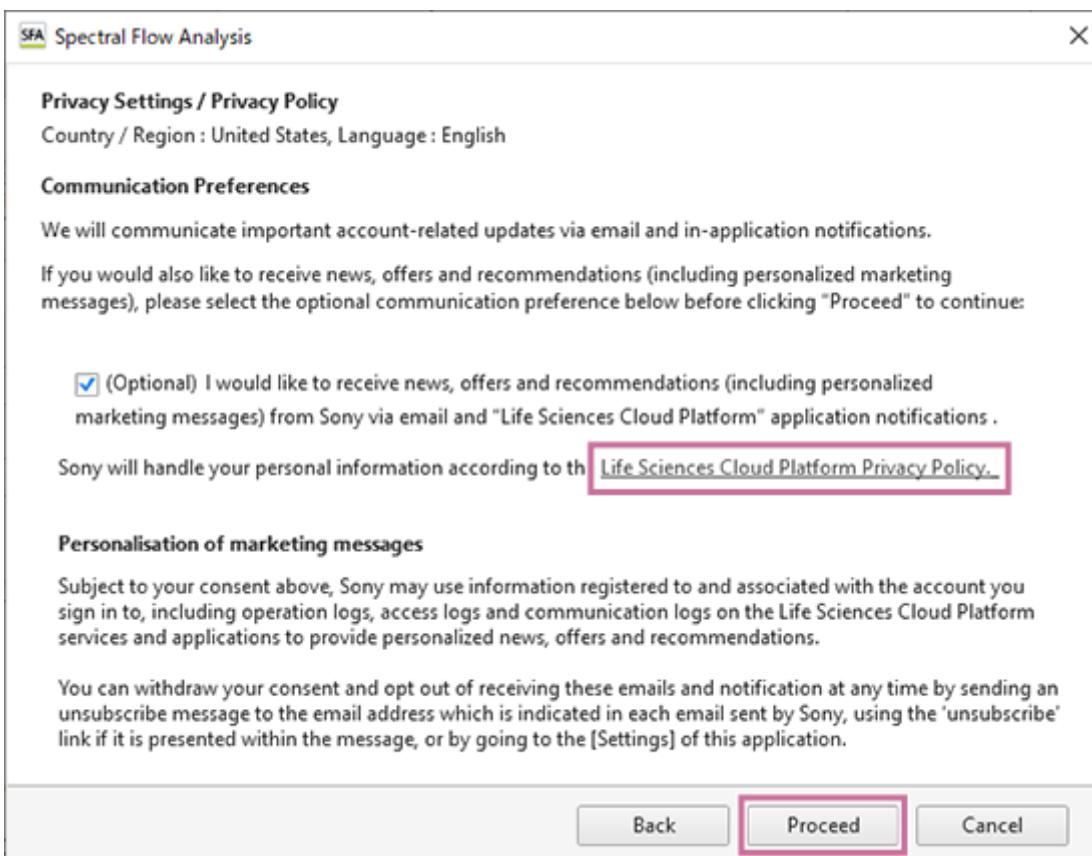 SFA Spectral Flow Analysis
Privacy Settings / Privacy Policy
Country / Region : United States, Language : English
Communication Preferences
We will communicate important account-related updates via email and in-application notifications.
If you would also like to receive news, offers and recommendations (including personalized marketing
messages), please select the optional communication preference below before clicking "Proceed" to continue:
(Optional) I would like to receive news, offers and recommendations (including personalized
marketing messages) from Sony via email and "Life Sciences Cloud Platform" application notifications .
Sony will handle your personal information according to th Life Sciences Cloud Platform Privacy Policy.
Personalisation of marketing messages
Subject to your consent above, Sony may use information registered to and associated with the account you
sign in to, including operation logs, access logs and communication logs on the Life Sciences Cloud Platform
services and applications to provide personalized news, offers and recommendations.
You can withdraw your consent and opt out of receiving these emails and notification at any time by sending an
unsubscribe message to the email address which is indicated in each email sent by Sony, using the 'unsubscribe'
link if it is presented within the message, or by going to the [Settings] of this application.
Back Proceed Cancel